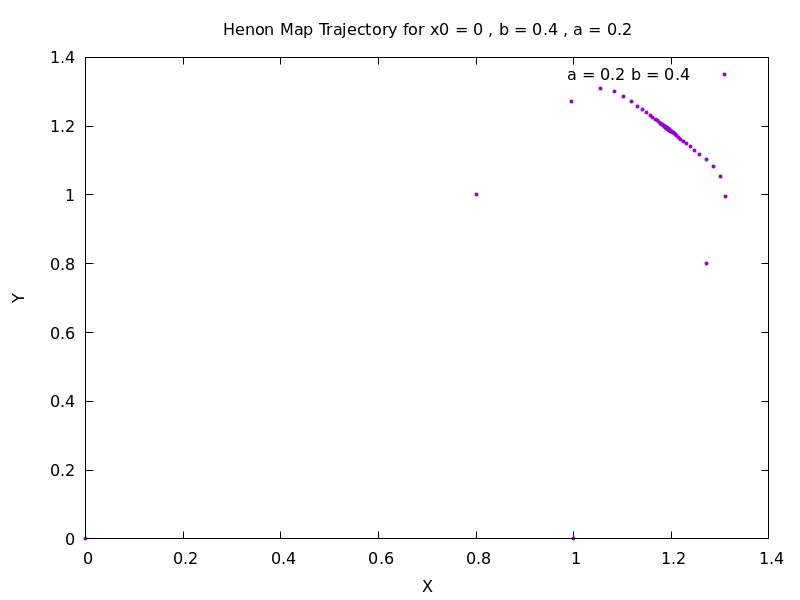 Henon Map Trajectory for x0 = 0 , b = 0.4 , a = 0.2
1.4
a = 0.2 b = 0.4
1.2
1
0.8
0.6
0.4
0.2
0
Y
0 0.2 0.4 0.6 0.8 1 1.2 1.4
X